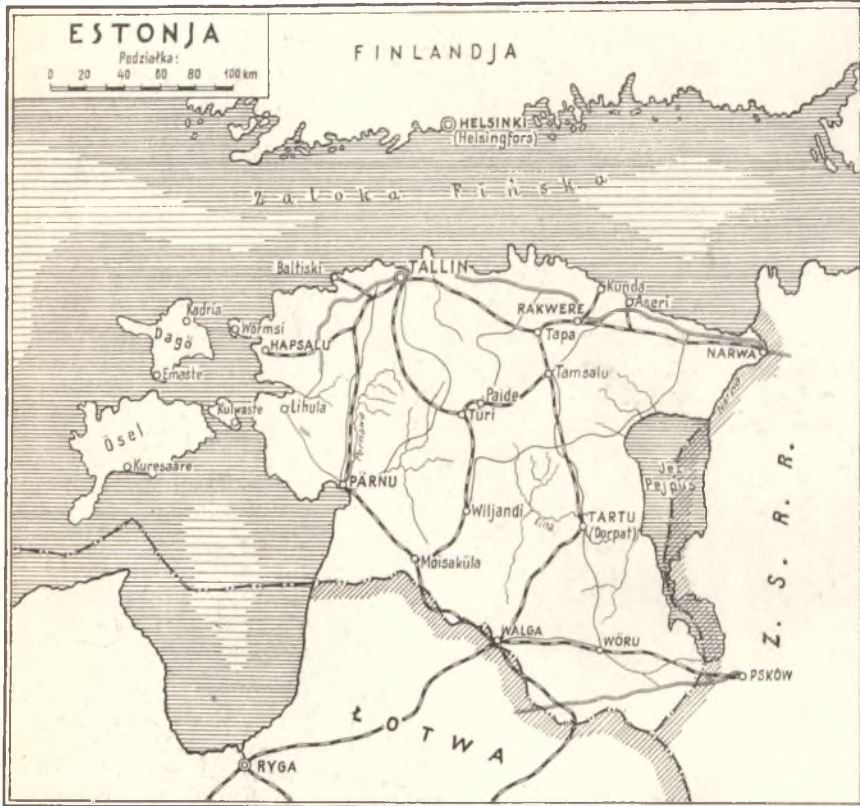 ESTONJA
Podziałka:
0 20 40 60 80 100 km
FINLANDJA
HELSINKI
(Helsingfors)
Zatoka Fińska
Baltiski
TALLIN
Kunda
Aseri
RAKWERE
Kadria
Wormsi
Tapa
Dagö
HAPSALU
NARWA
Emaste
Tamsalu
Narwa
Paide
Kulwaste
Lihula
Türi
Ösel
Kuresaare
Jez.
Pejpus
Z. S. R. R.
PÄRNU
Wiljandi
TARTU
(Dorpat)
Moisaküla
WALGA
WÖRU
PSKÓW
ŁOTWA
RYGA